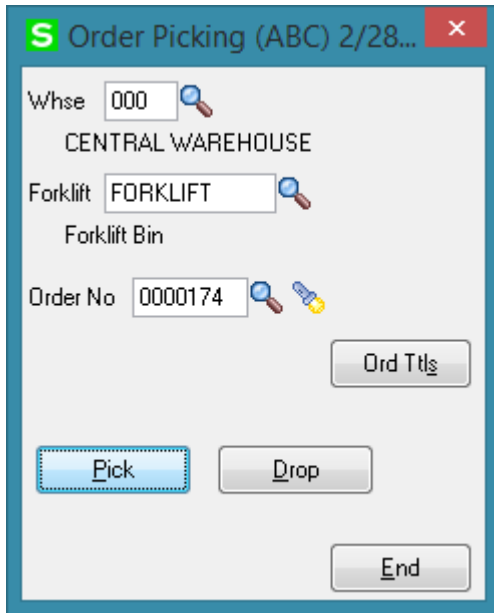 S Order Picking (ABC) 2/28...
Whse 000
CENTRAL WAREHOUSE
Forklift FORKLIFT
Forklift Bin
Order No 0000174
Ord Ttls
Pick Drop
End